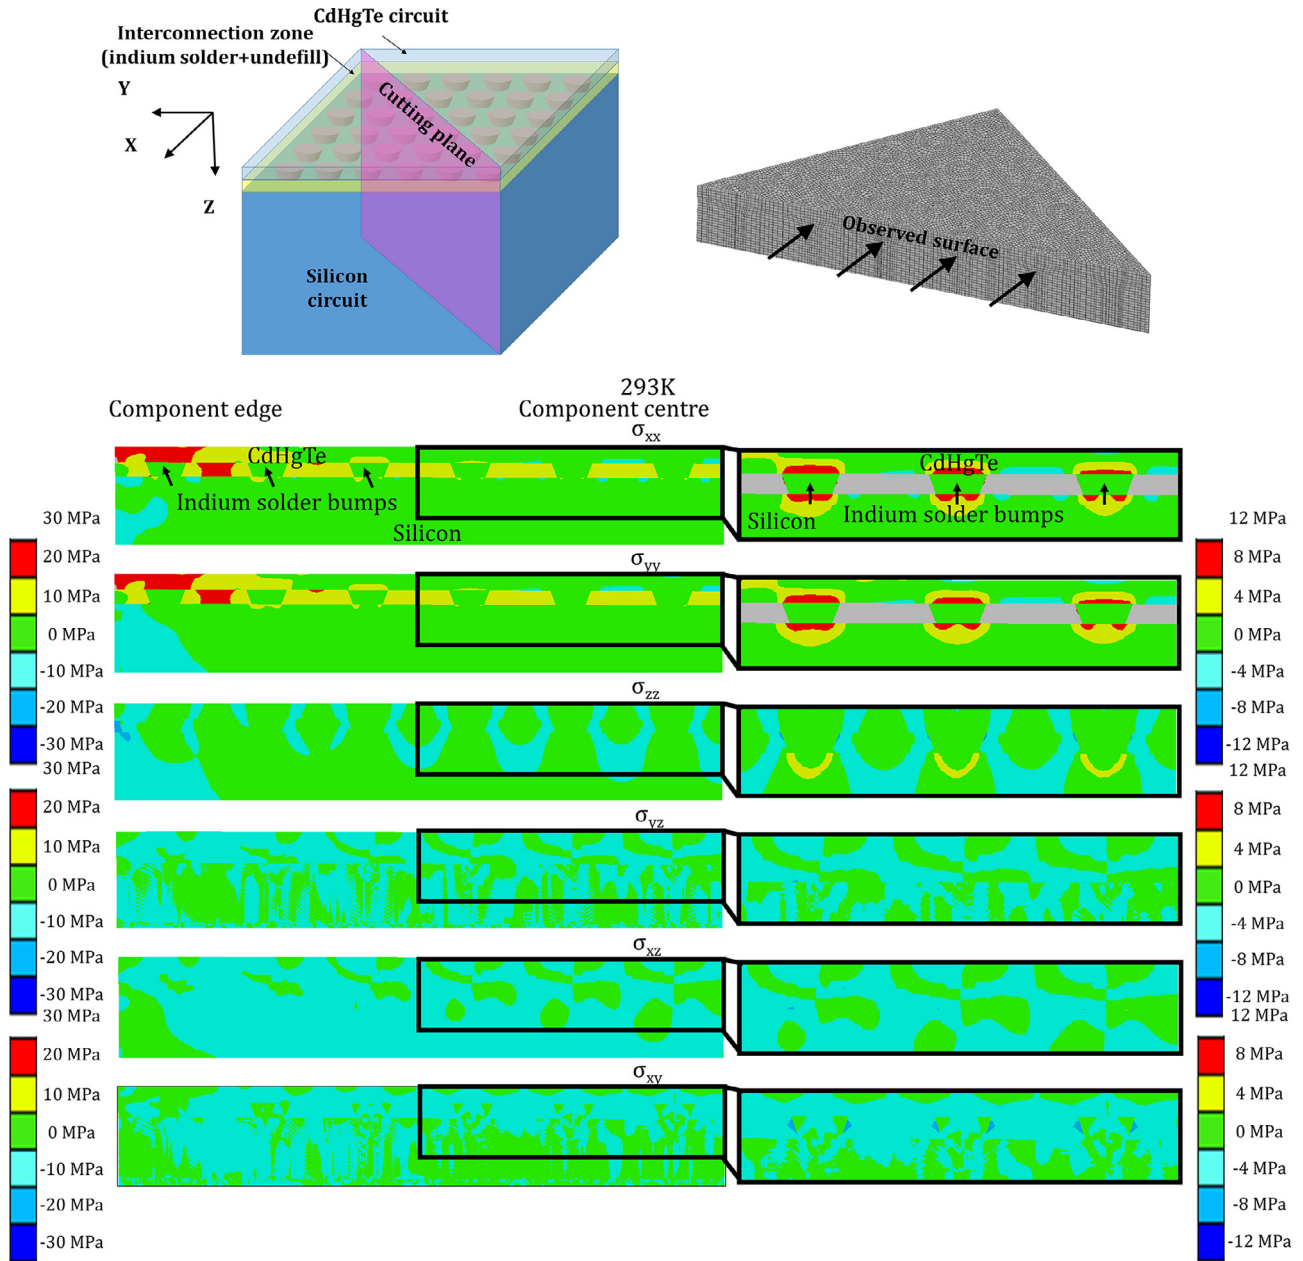 CdHgTe circuit
Interconnection zone
(indium solder+undefill)
Y
X
Z
Cutting plane
Silicon
circuit
Observed surface
293K
Component edge
Component centre
σxx
CdHgTe
Indium solder bumps
Silicon
CdHgTe
Silicon
Indium solder bumps
σyy
σzz
σyz
σxz
σxy
30 MPa
20 MPa
10 MPa
0 MPa
-10 MPa
-20 MPa
-30 MPa
30 MPa
20 MPa
10 MPa
0 MPa
-10 MPa
-20 MPa
-30 MPa
30 MPa
20 MPa
10 MPa
0 MPa
-10 MPa
-20 MPa
-30 MPa
12 MPa
8 MPa
4 MPa
0 MPa
-4 MPa
-8 MPa
-12 MPa
12 MPa
8 MPa
4 MPa
0 MPa
-4 MPa
-8 MPa
-12 MPa
12 MPa
8 MPa
4 MPa
0 MPa
-4 MPa
-8 MPa
-12 MPa